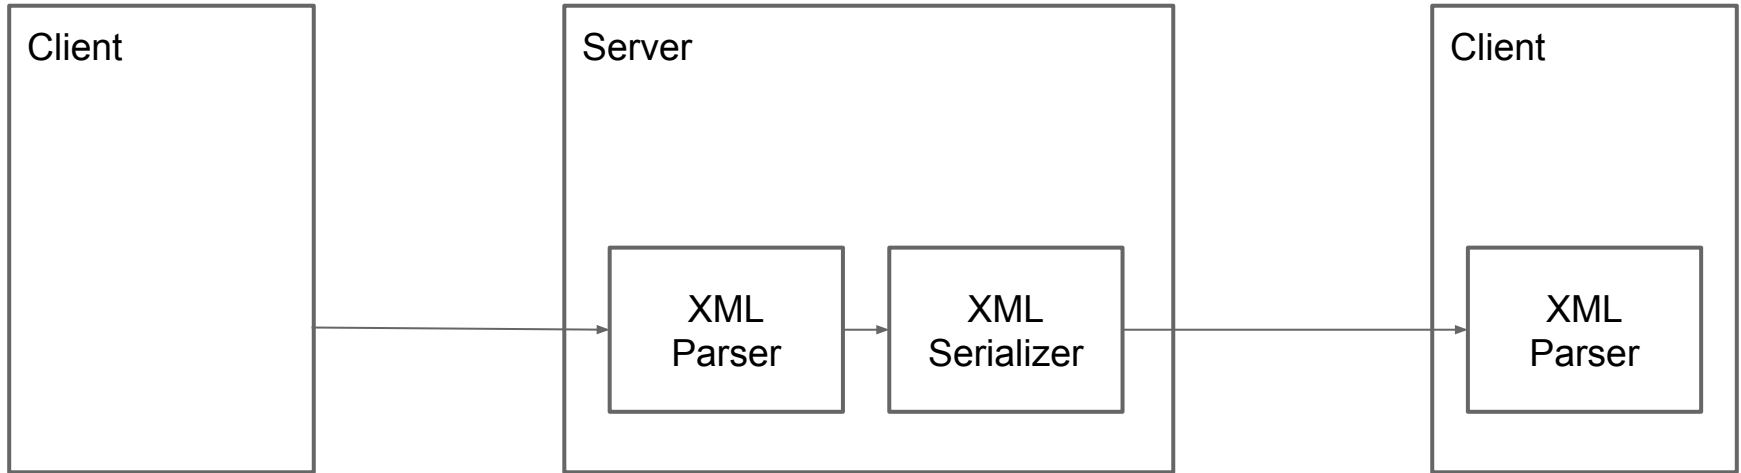 Client
Server
Client
XML
Parser
XML
Serializer
XML
Parser